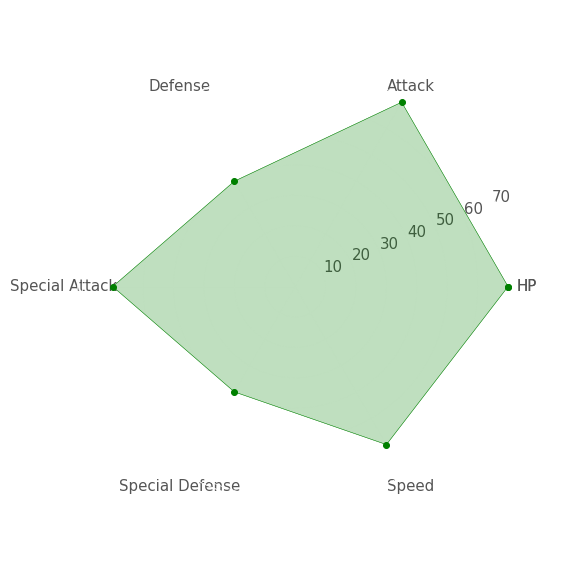 Defense
Attack
70
60
50
40
30
20
10
Special Attack
HP
Special Defense
Speed